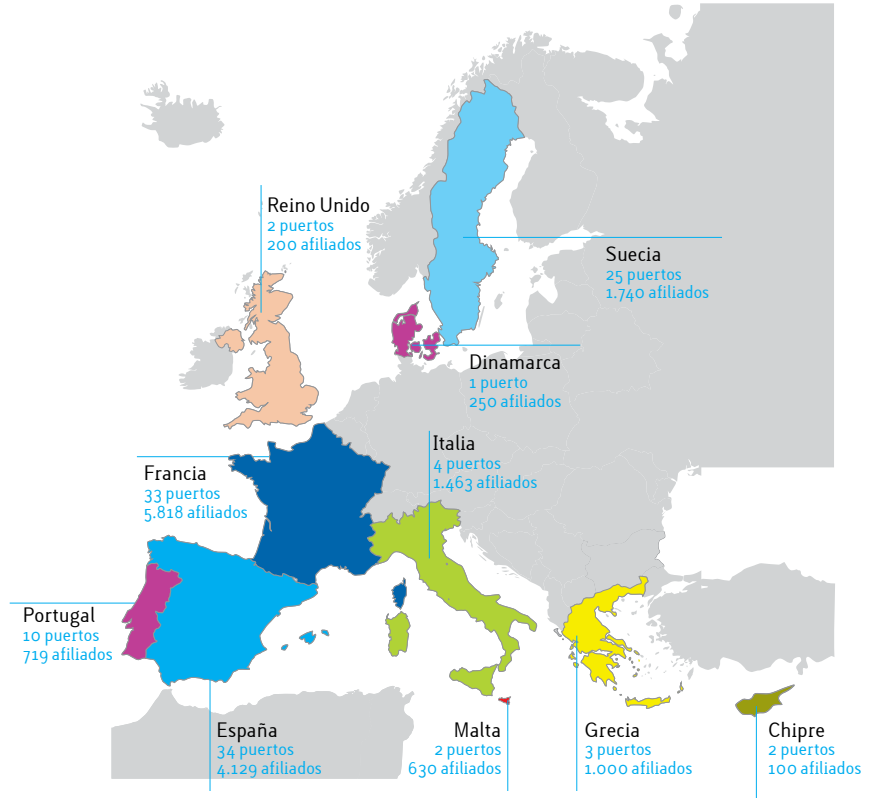 Reino Unido
2 puertos
200 afiliados
Suecia
25 puertos
1.740 afiliados
Dinamarca
1 puerto
250 afiliados
Italia
4 puertos
1.463 afiliados
Francia
33 puertos
5.818 afiliados
Portugal
10 puertos
719 afiliados
España
34 puertos
4.129 afiliados
Malta
2 puertos
630 afiliados
Grecia
3 puertos
1.000 afiliados
Chipre
2 puertos
100 afiliados